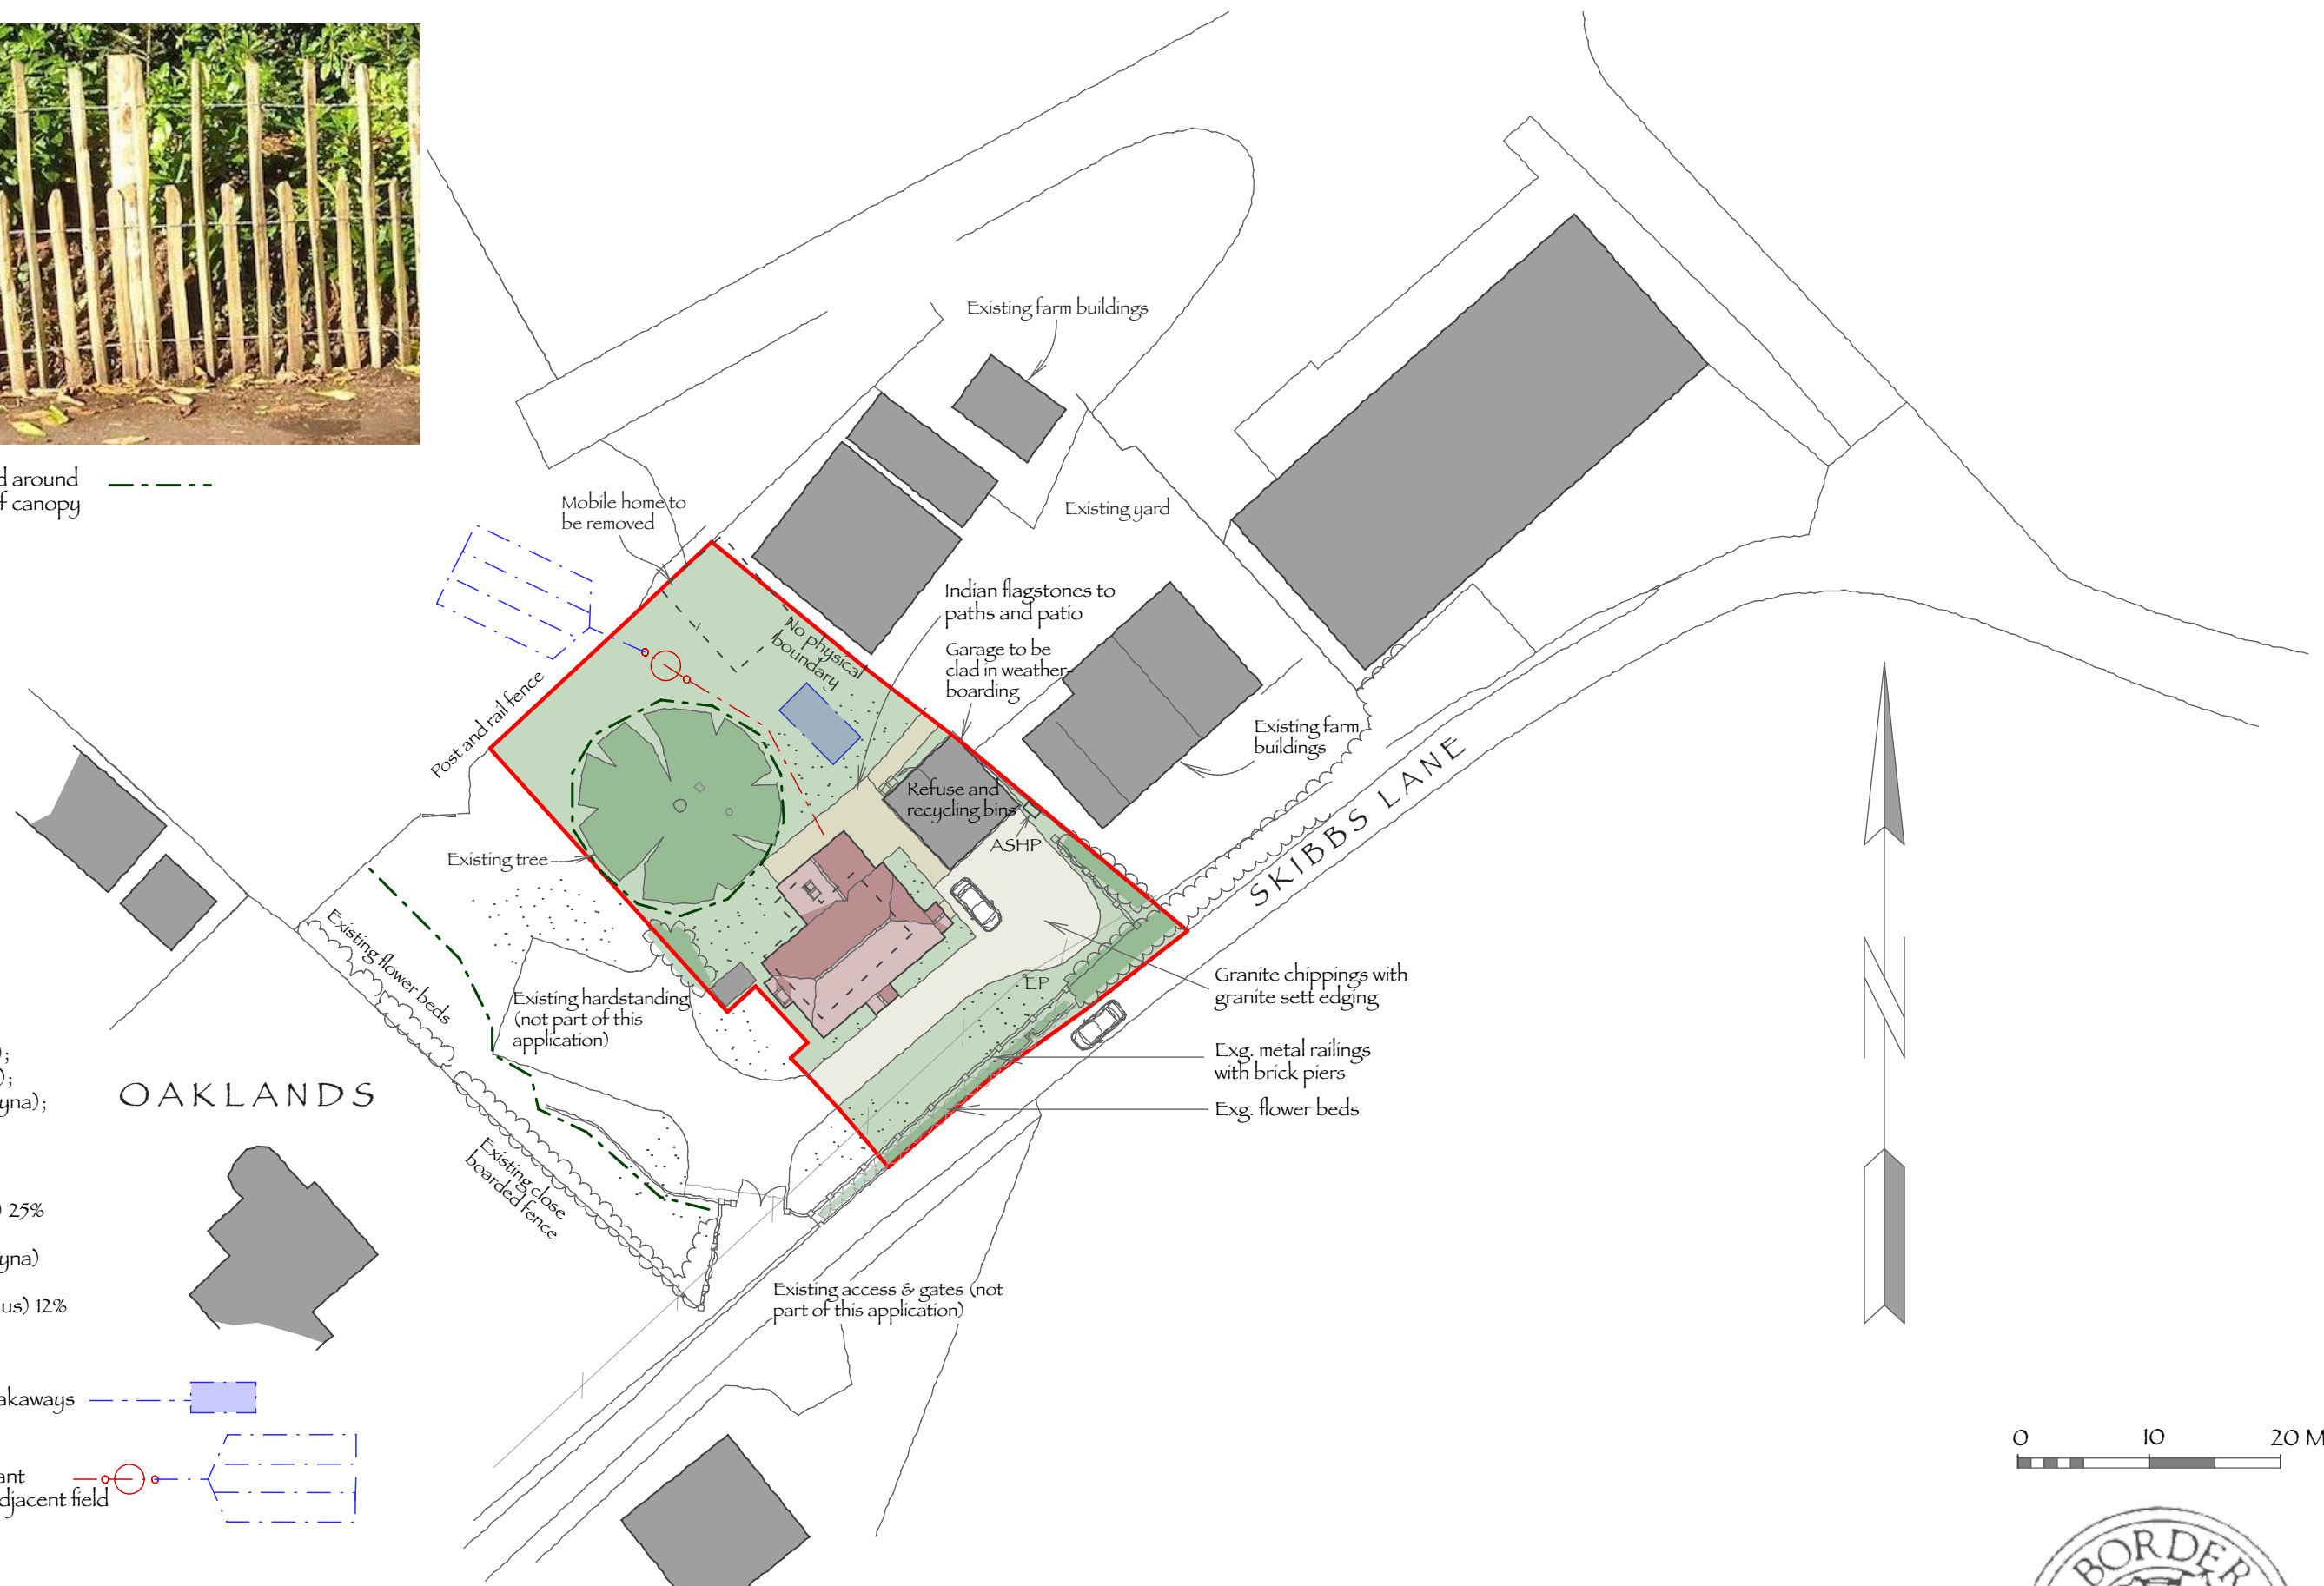 d around
f canopy
Existing farm buildings
Mobile home to
be removed
Existing yard
Indian flagstones to
paths and patio
No physical
boundary
Garage to be
clad in weather-
boarding
Post and rail fence
Existing farm
buildings
SKIBBS LANE
Refuse and
recycling bins
ASHP
Existing tree
Existing flower beds
Existing hardstanding
(not part of this
application)
EP
Granite chippings with
granite sett edging
Exg. metal railings
with brick piers
Exg. flower beds
);
);
yna);
OAKLANDS
Existing close
boarded fence
) 25%
yna)
us) 12%
Existing access & gates (not
part of this application)
akaways
ant
djacent field
N
0 10 20 M
BORDER